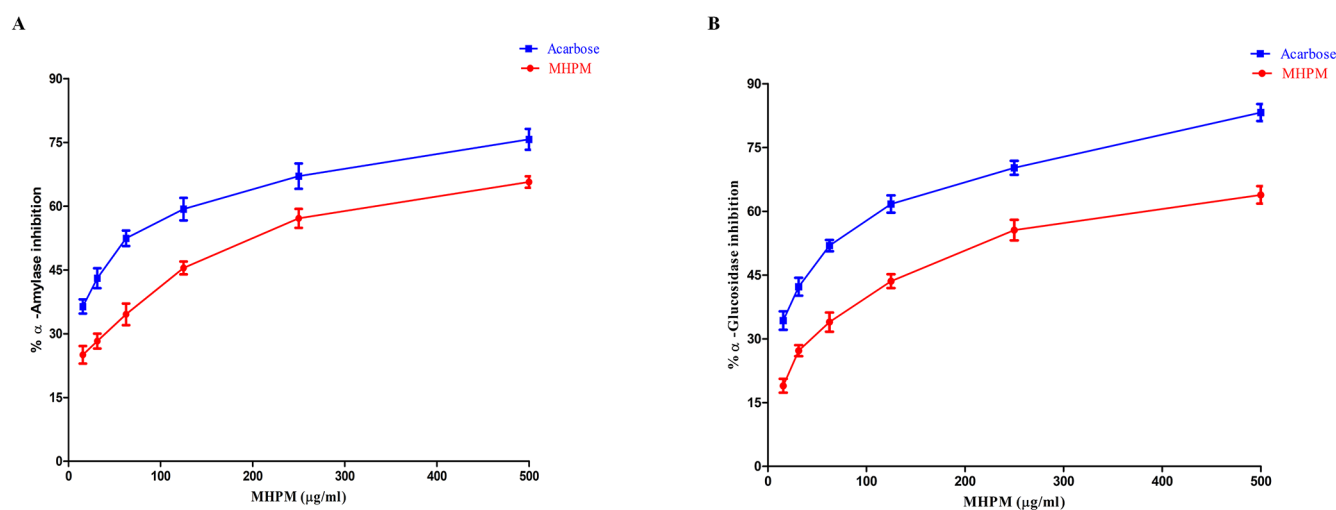 A
Acarbose
MHPM
90
75
60
45
30
15
0
% α -Amylase inhibition
0 100 200 300 400 500
MHPM (µg/ml)
B
Acarbose
MHPM
90
75
60
45
30
15
0
% α -Glucosidase inhibition
0 100 200 300 400 500
MHPM (µg/ml)